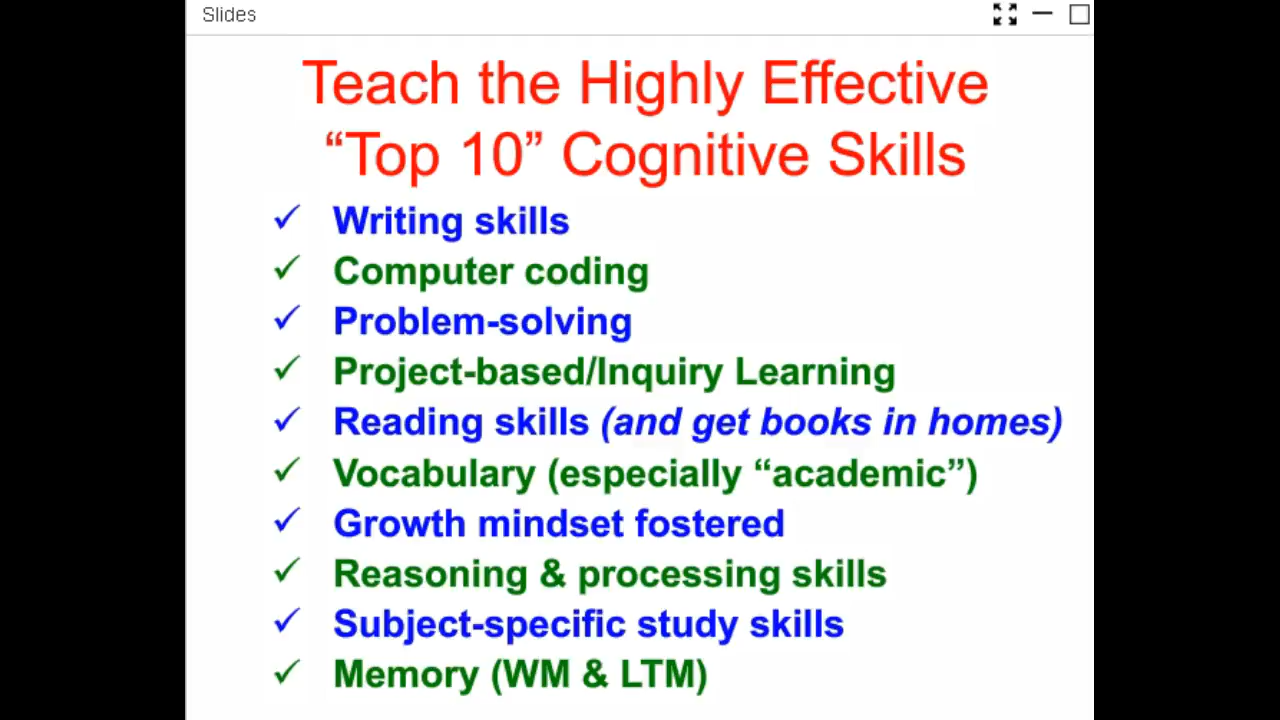 Slides
Teach the Highly Effective
“Top 10” Cognitive Skills
✓ Writing skills
✓ Computer coding
✓ Problem-solving
✓ Project-based/Inquiry Learning
✓ Reading skills (and get books in homes)
✓ Vocabulary (especially “academic”)
✓ Growth mindset fostered
✓ Reasoning & processing skills
✓ Subject-specific study skills
✓ Memory (WM & LTM)